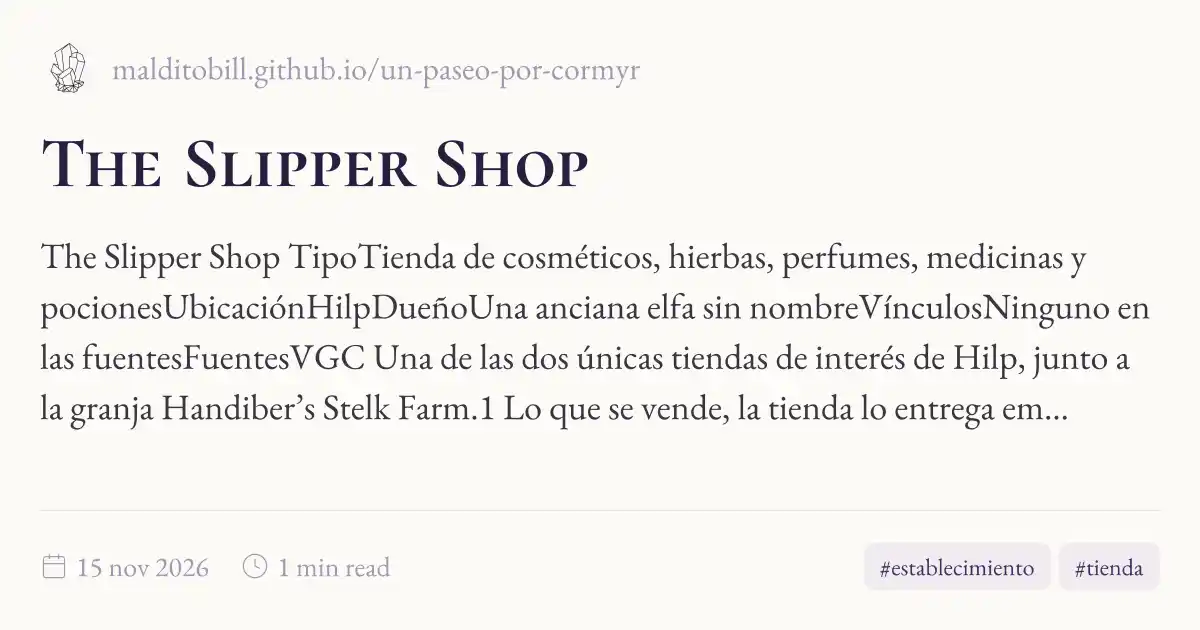 malditobill.github.io/un-paseo-por-cormyr
The Slipper Shop
The Slipper Shop TipoTienda de cosméticos, hierbas, perfumes, medicinas y
pocionesUbicaciónHilpDueñoUna anciana elfa sin nombreVínculosNinguno en
las fuentesFuentesVGC Una de las dos únicas tiendas de interés de Hilp, junto a
la granja Handiber’s Stelk Farm.1 Lo que se vende, la tienda lo entrega em...
15 nov 2026
1 min read
#establecimiento
#tienda